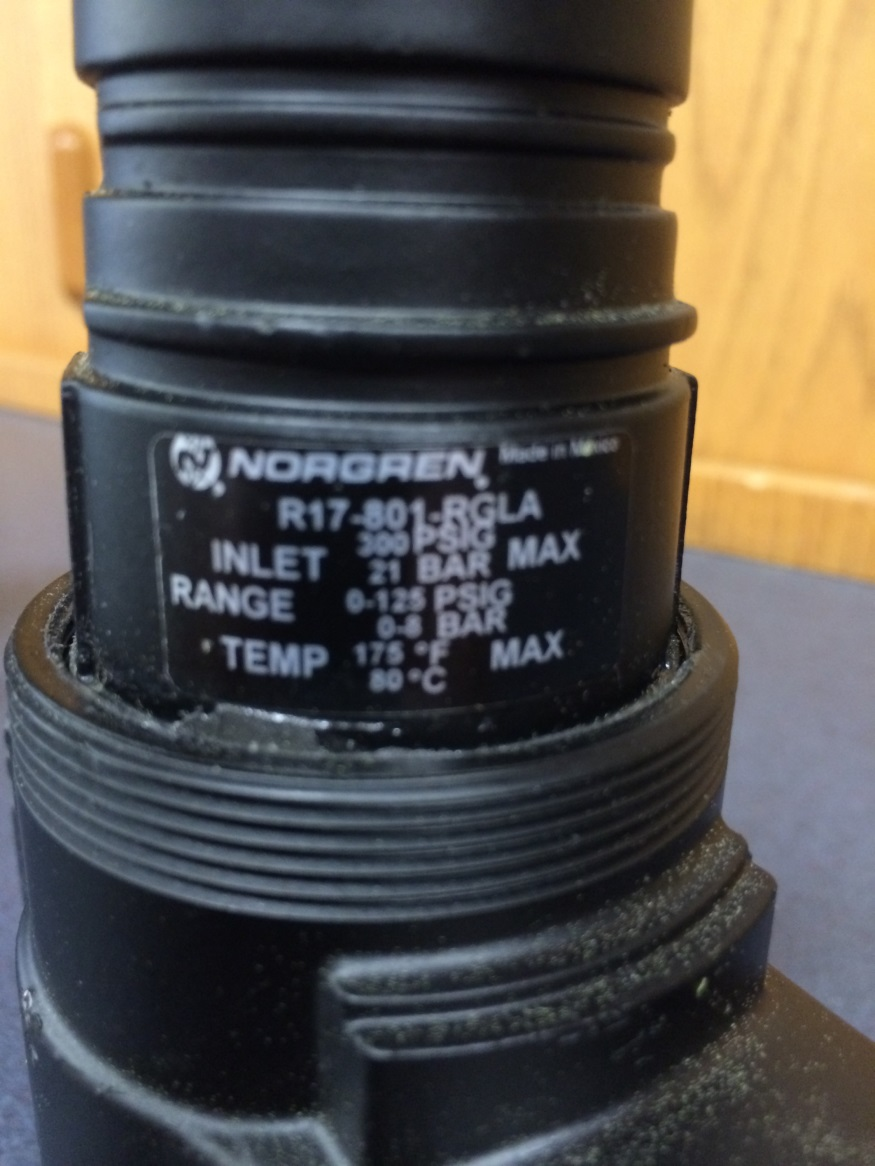 NORGREN Made in Mexico
R17-801-RGLA
INLET 300 PSIG MAX
21 BAR
RANGE 0-125 PSIG
0-8 BAR
TEMP 175 °F MAX
80 °C